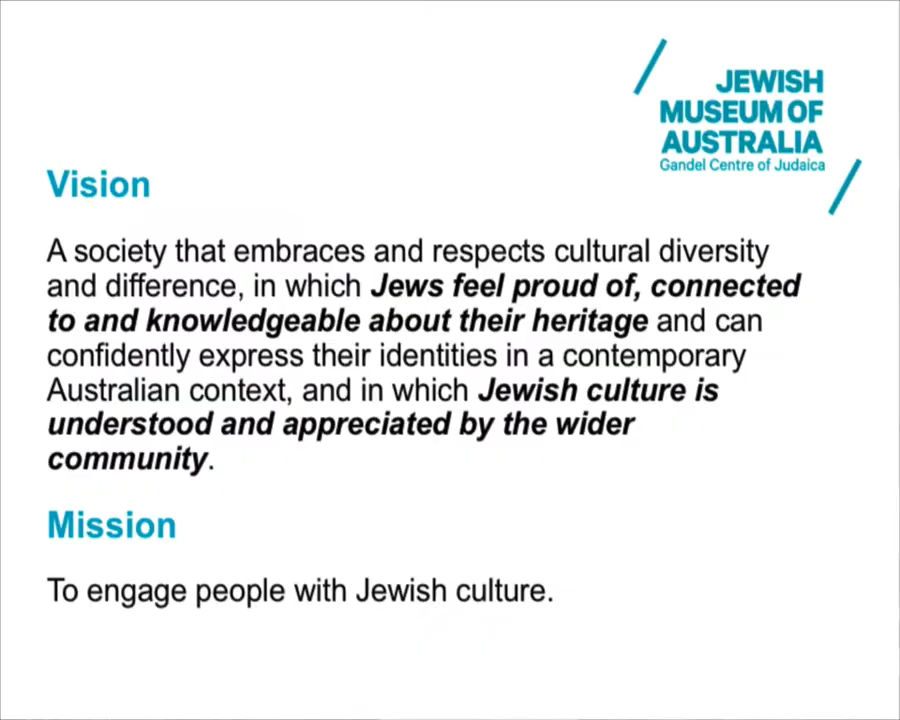 JEWISH
MUSEUM OF
AUSTRALIA
Gandel Centre of Judaica
Vision
A society that embraces and respects cultural diversity
and difference, in which Jews feel proud of, connected
to and knowledgeable about their heritage and can
confidently express their identities in a contemporary
Australian context, and in which Jewish culture is
understood and appreciated by the wider
community.
Mission
To engage people with Jewish culture.